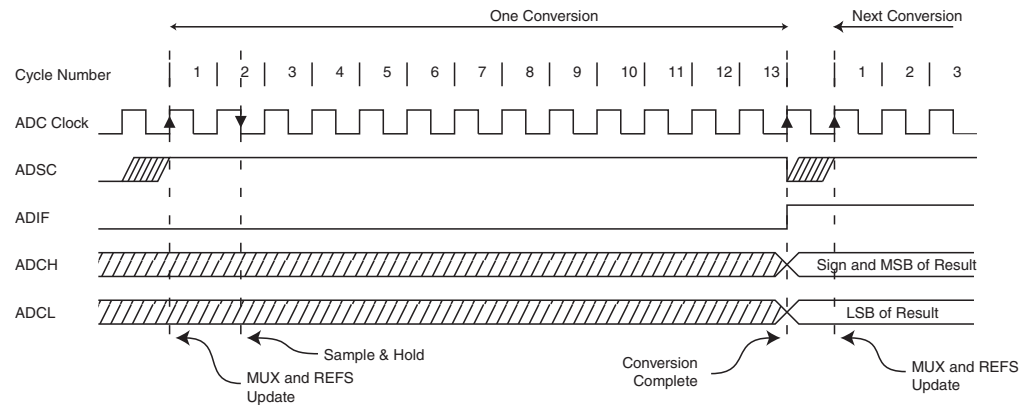 One Conversion
Next Conversion
Cycle Number 1 2 3 4 5 6 7 8 9 10 11 12 13 1 2 3
ADC Clock
ADSC
ADIF
ADCH
Sign and MSB of Result
ADCL
LSB of Result
Sample & Hold
MUX and REFS
Update
Conversion
Complete
MUX and REFS
Update